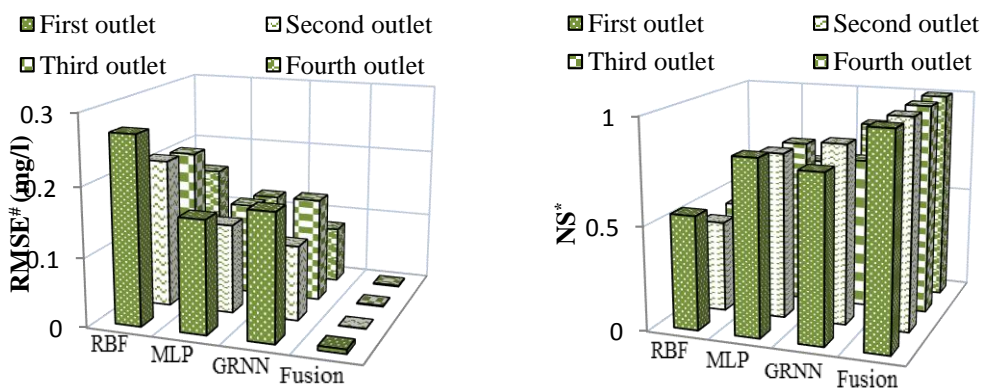 First outlet
Second outlet
Third outlet
Fourth outlet
0.3
0.2
0.1
0
RMSE# (mg/l)
RBF
MLP
GRNN
Fusion
First outlet
Second outlet
Third outlet
Fourth outlet
1
0.5
0
NS*
RBF
MLP
GRNN
Fusion